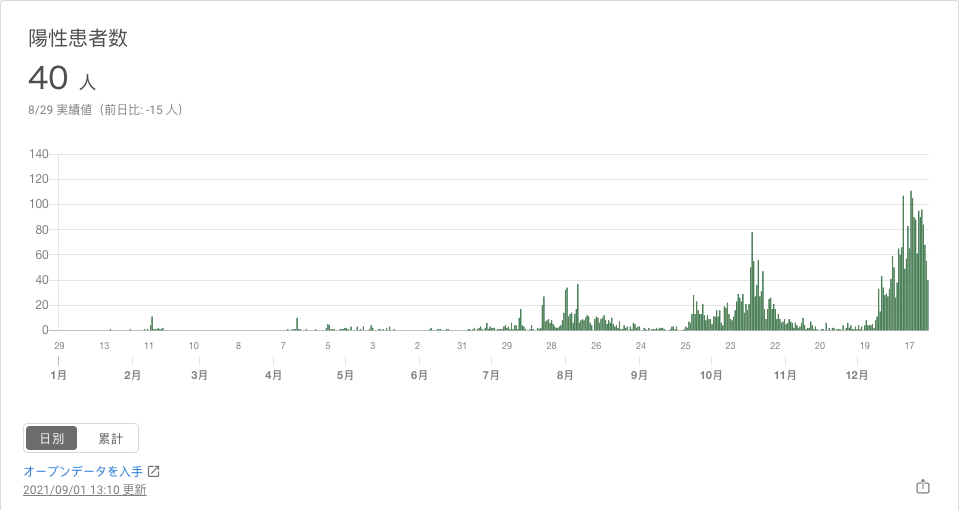 陽性患者数
40 人
8/29 実績値（前日比: -15 人）
140
120
100
80
60
40
20
0
29 13 11 10 8 7 5 3 2 31 29 28 26 24 25 23 22 20 19 17
1月 2月 3月 4月 5月 6月 7月 8月 9月 10月 11月 12月
日別 累計
オープンデータを入手
2021/09/01 13:10 更新